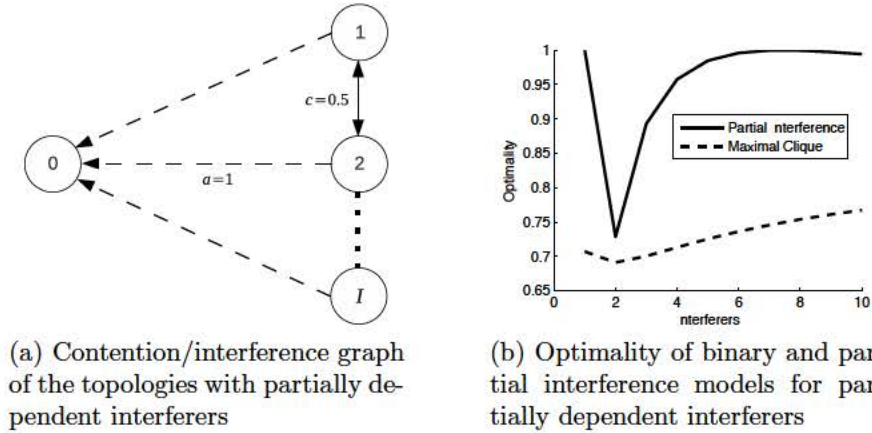 1
c=0.5
0
a=1
2
I
(a) Contention/interference graph
of the topologies with partially de-
pendent interferers
1
0.95
0.9
0.85
0.8
0.75
0.7
0.65
Optimality
Partial nterference
Maximal Clique
0 2 4 6 8 10
nterferers
(b) Optimality of binary and par
tial interference models for par
tially dependent interferers